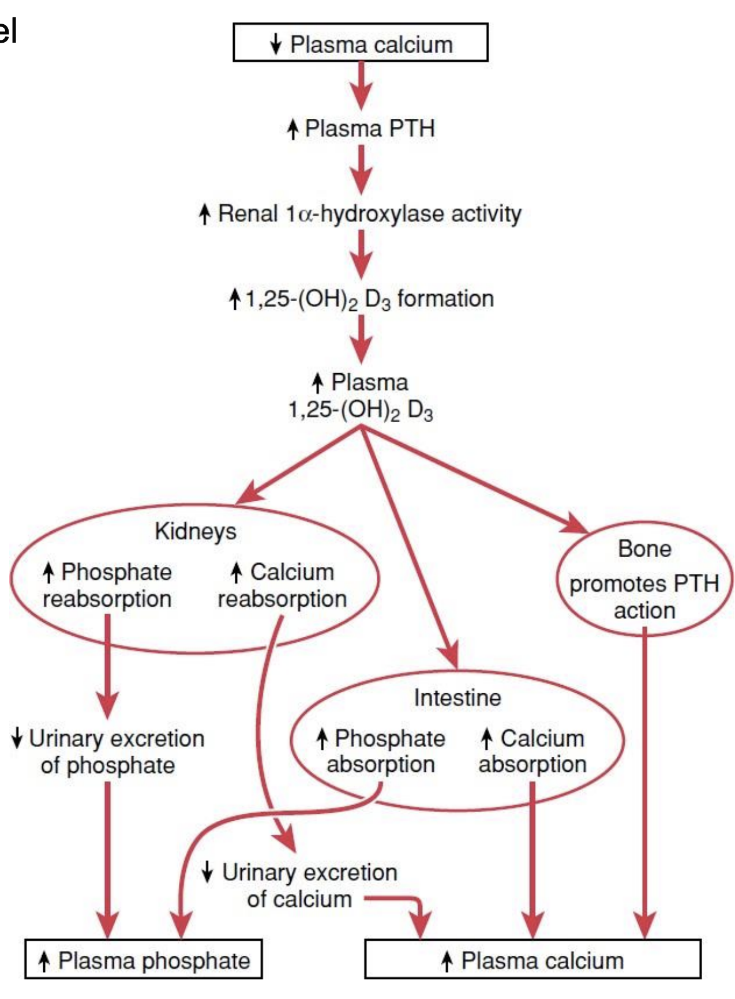 el
↓ Plasma calcium
↑ Plasma PTH
↑ Renal 1α-hydroxylase activity
↑ 1,25-(OH)₂ D₃ formation
↑ Plasma
1,25-(OH)₂ D₃
Kidneys
↑ Phosphate
reabsorption
↑ Calcium
reabsorption
Bone
promotes PTH
action
Intestine
↑ Phosphate
absorption
↑ Calcium
absorption
↓ Urinary excretion
of phosphate
↓ Urinary excretion
of calcium
↑ Plasma phosphate
↑ Plasma calcium